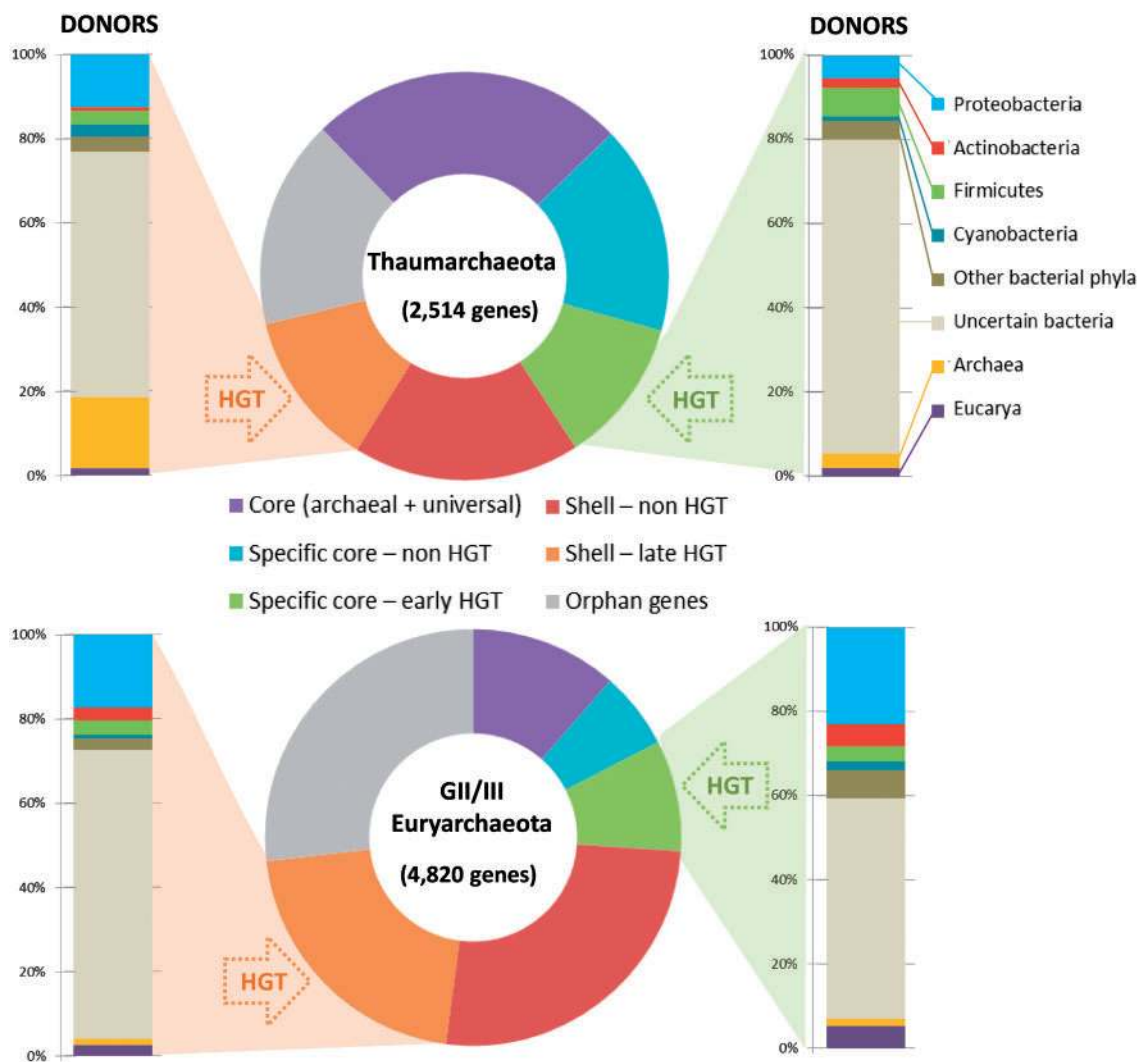 DONORS
DONORS
100%
80%
60%
40%
20%
0%
Thaumarchaeota
(2,514 genes)
HGT
HGT
100%
80%
60%
40%
20%
0%
Proteobacteria
Actinobacteria
Firmicutes
Cyanobacteria
Other bacterial phyla
Uncertain bacteria
Archaea
Eucarya
Core (archaeal + universal)
Shell – non HGT
Specific core – non HGT
Shell – late HGT
Specific core – early HGT
Orphan genes
100%
80%
60%
40%
20%
0%
GII/III
Euryarchaeota
(4,820 genes)
HGT
HGT
100%
80%
60%
40%
20%
0%